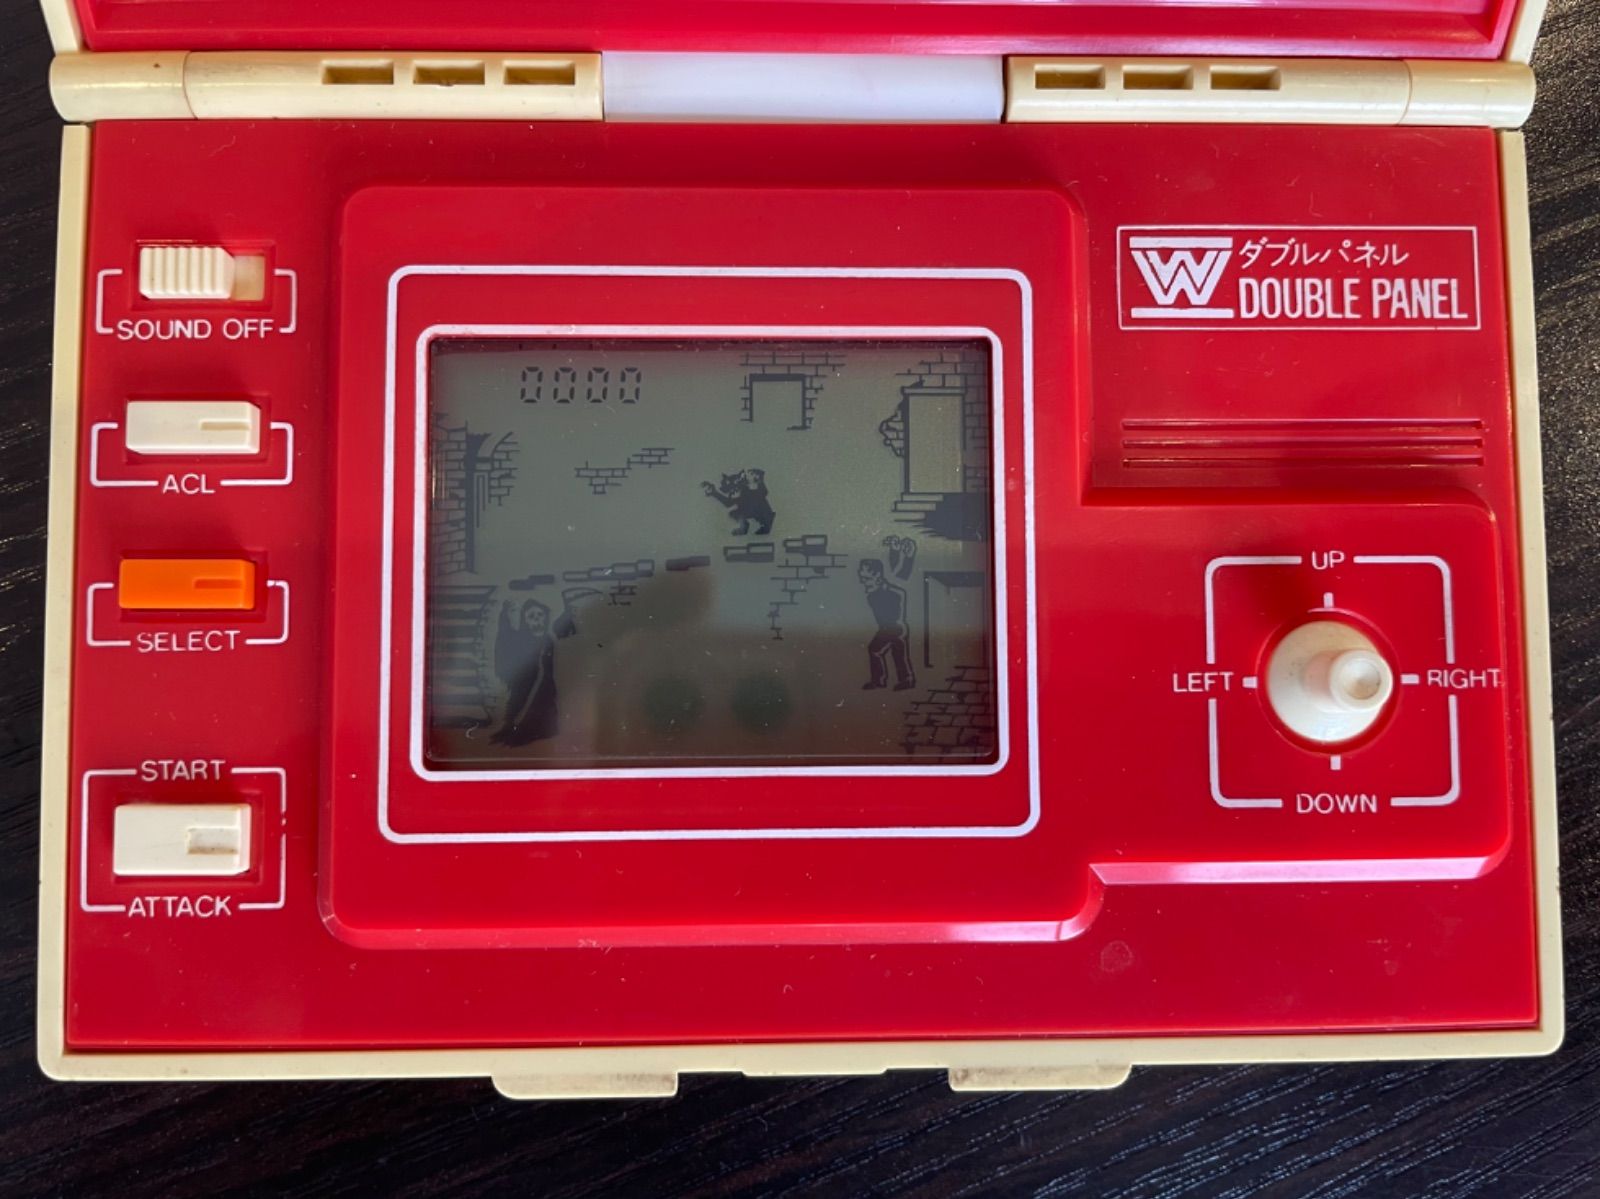 SOUND OFF
ACL
SELECT
START
ATTACK
0000
W ダブルパネル
DOUBLE PANEL
UP
LEFT
RIGHT
DOWN